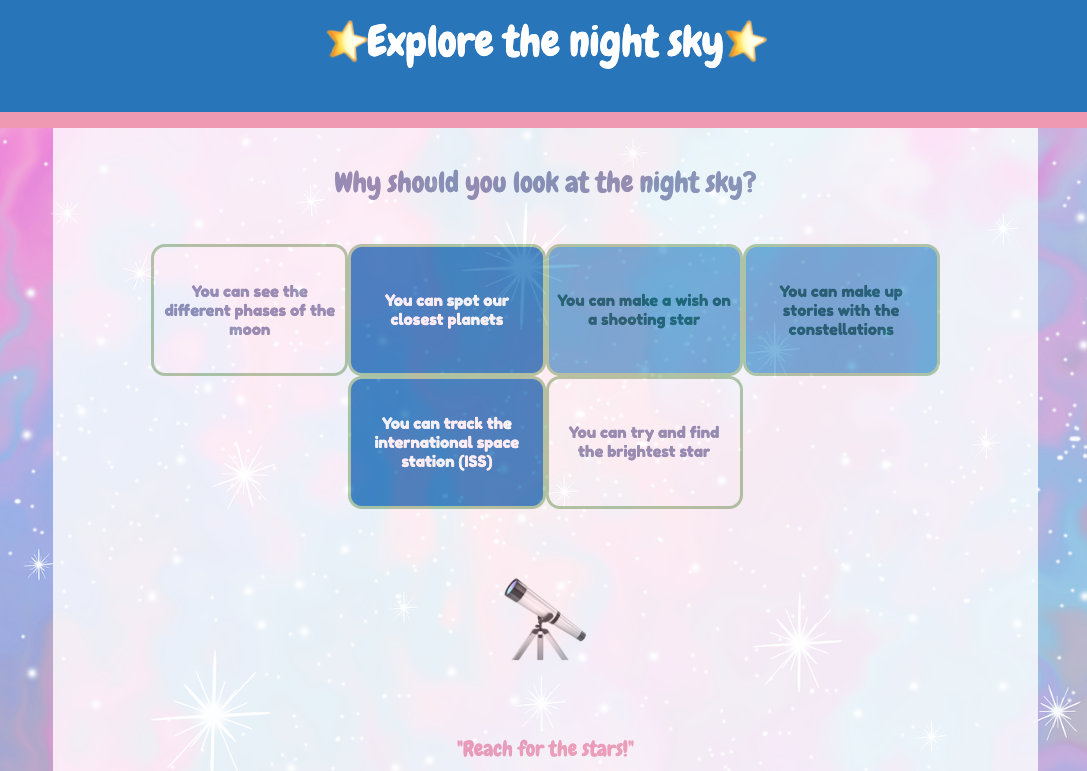 ⭐Explore the night sky⭐
Why should you look at the night sky?
You can see the
different phases of the
moon
You can spot our
closest planets
You can make a wish on
a shooting star
You can make up
stories with the
constellations
You can track the
international space
station (ISS)
You can try and find
the brightest star
"Reach for the stars!"